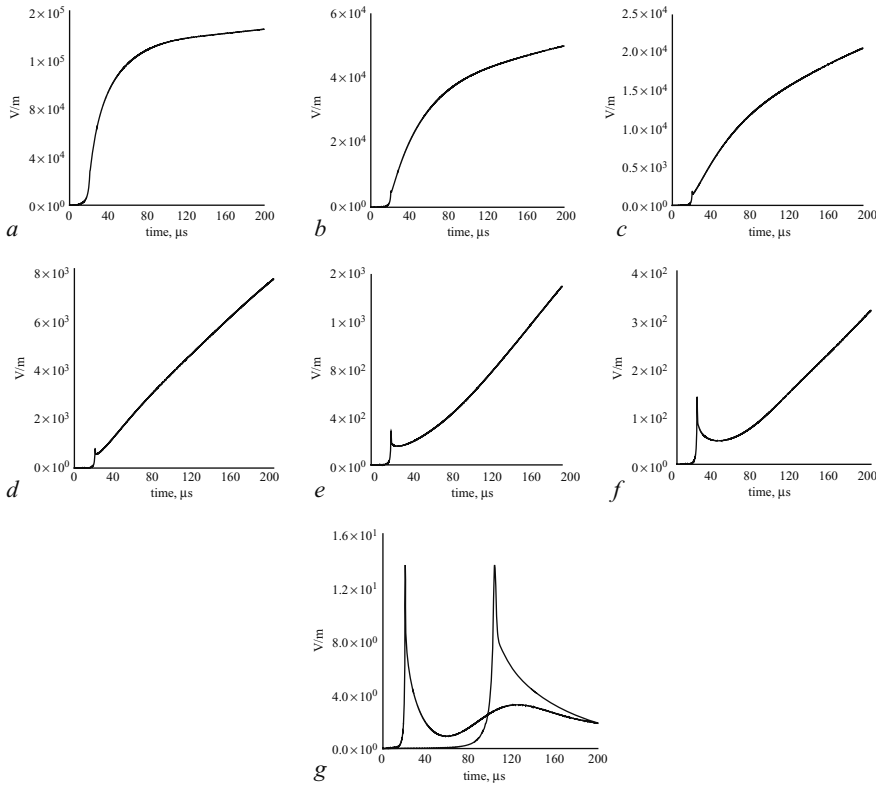 2×10⁵
1×10⁵
8×10⁴
4×10⁴
0×10⁰
V/m
0 40 80 120 160 200
time, μs
a
6×10⁴
4×10⁴
2×10⁴
0×10⁰
V/m
0 40 80 120 160 200
time, μs
b
2.5×10⁴
2.0×10⁴
1.5×10⁴
1.0×10⁴
0.5×10³
0.0×10⁰
V/m
0 40 80 120 160 200
time, μs
c
8×10³
6×10³
4×10³
2×10³
0×10⁰
V/m
0 40 80 120 160 200
time, μs
d
2×10³
1×10³
8×10²
4×10²
0×10⁰
V/m
0 40 80 120 160 200
time, μs
e
4×10²
3×10²
2×10²
1×10²
0×10⁰
V/m
0 40 80 120 160 200
time, μs
f
1.6×10¹
1.2×10¹
8.0×10⁰
4.0×10⁰
0.0×10⁰
V/m
0 40 80 120 160 200
time, μs
g